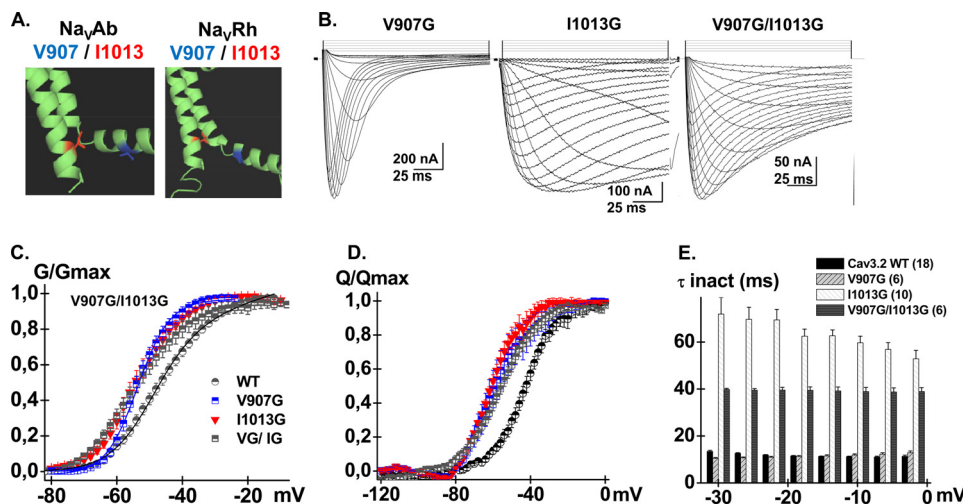 A.
NaVAb
V907 / I1013
NaVRh
V907 / I1013
B.
V907G
I1013G
V907G/I1013G
200 nA
25 ms
100 nA
25 ms
50 nA
25 ms
C.
G/Gmax
V907G/I1013G
1,0
0,8
0,6
0,4
0,2
0,0
-80
-60
-40
-20
mV
WT
V907G
I1013G
VG/ IG
D.
Q/Qmax
1,0
0,8
0,6
0,4
0,2
0,0
-120
-80
-40
0
mV
E.
τ inact (ms)
Cav3.2 WT (18)
V907G (6)
I1013G (10)
V907G/I1013G (6)
60
40
20
0
-30
-20
-10
0
mV